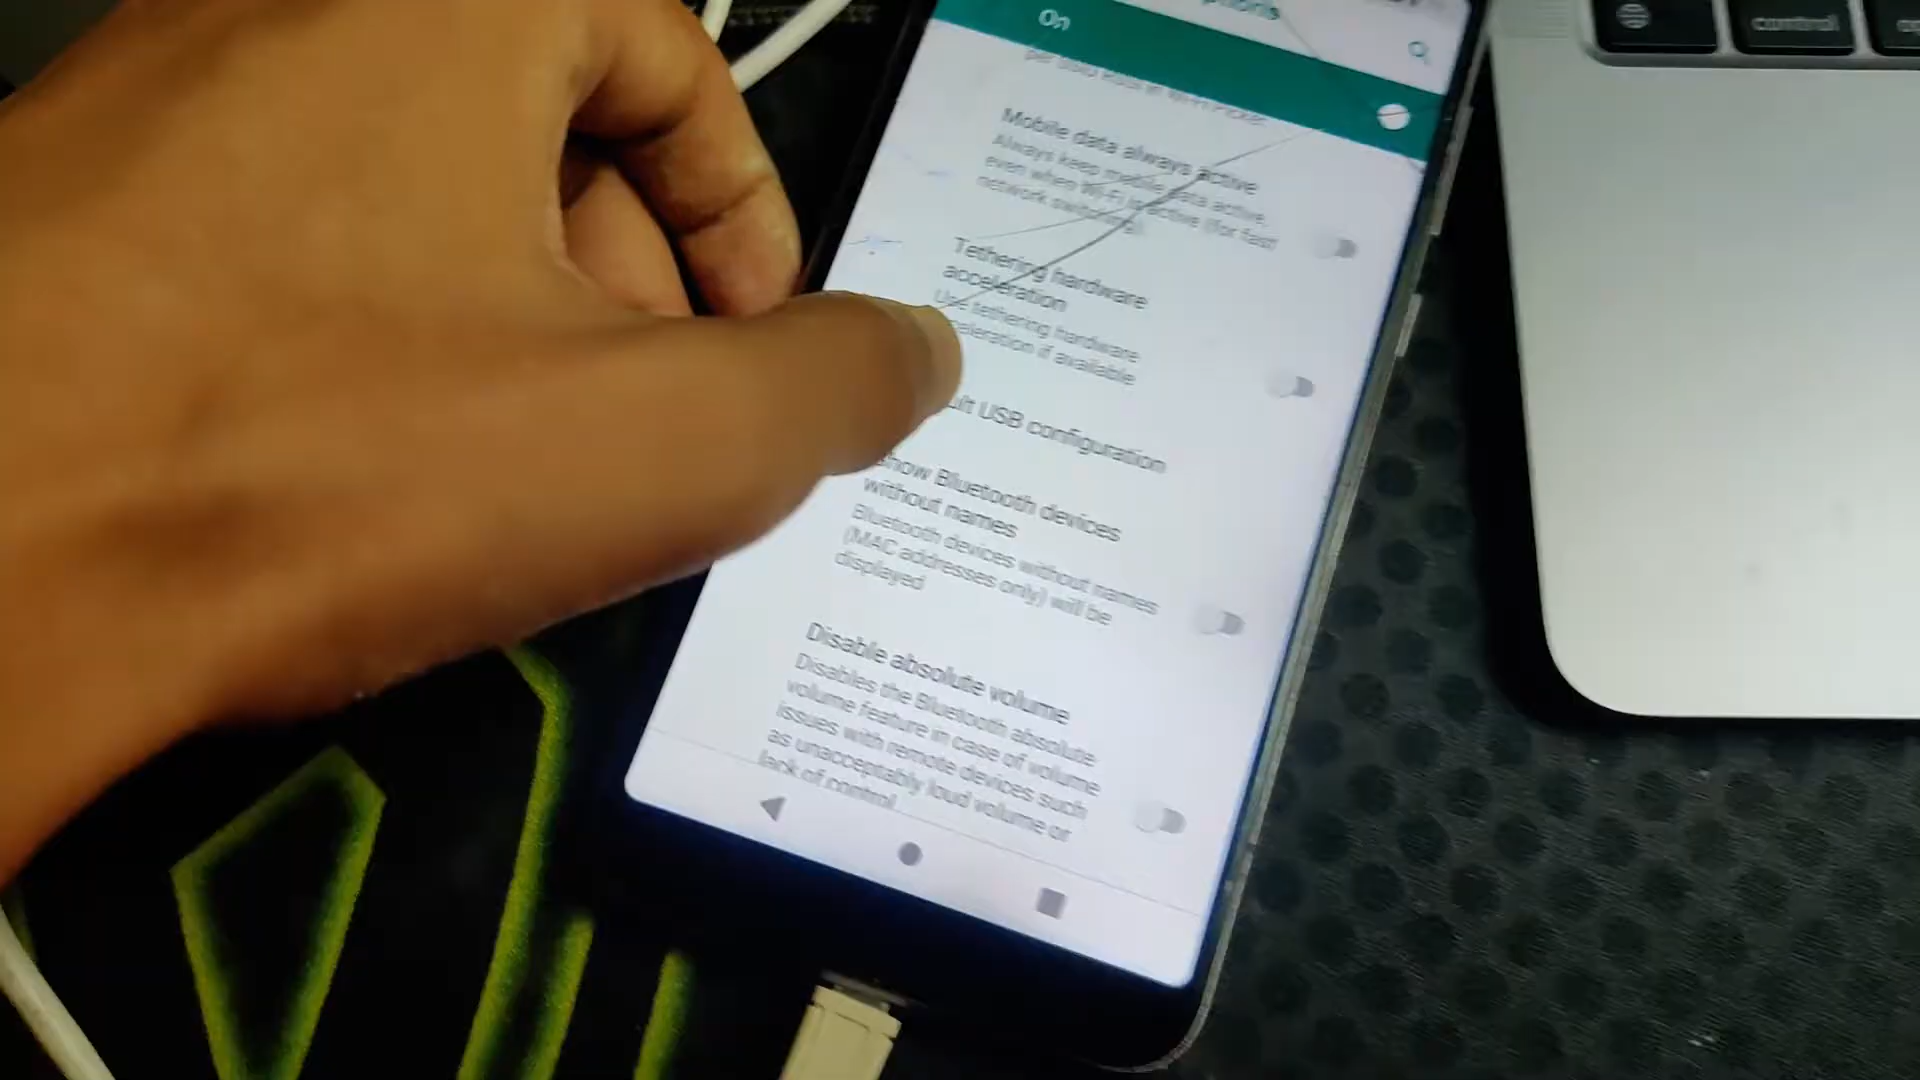 control
On
Mobile data always active
Always keep mobile data active,
even when Wi-Fi is active (for fast
network switching)
Tethering hardware
acceleration
Use tethering hardware
if available
USB configuration
Show Bluetooth devices
without names
Bluetooth devices without names
(MAC addresses only) will be
displayed
Disable absolute volume
Disables the Bluetooth absolute
volume feature in case of volume
issues with remote devices such
as unacceptably loud volume or
lack of control